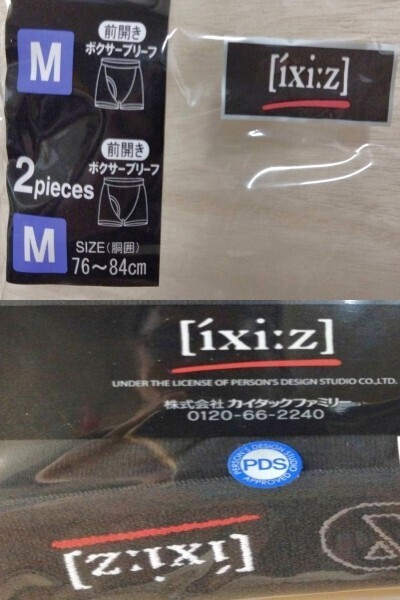 M
前開き
ボクサーブリーフ
[íxi:z]
2pieces
前開き
ボクサーブリーフ
M
SIZE(胴囲)
76～84cm
[íxi:z]
UNDER THE LICENSE OF PERSON'S DESIGN STUDIO CO.,LTD.
株式会社 カイタックファミリー
0120-66-2240
PERSON'S DESIGN STUDIO
PDS
APPROVED
[íxi:z]